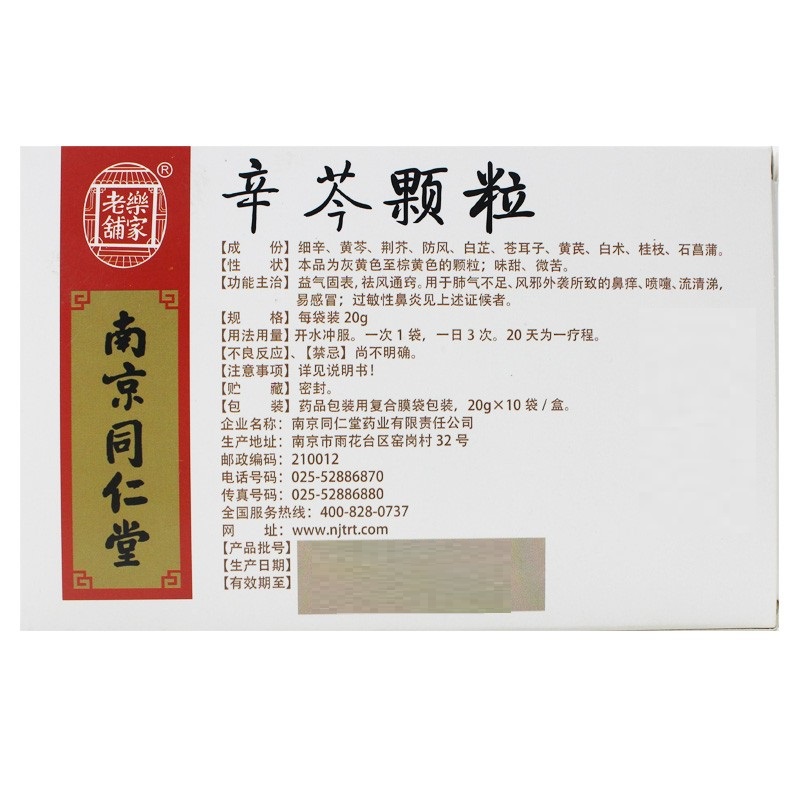 老樂
舖家
®
南京同仁堂
辛芩颗粒
【成　份】细辛、黄芩、荆芥、防风、白芷、苍耳子、黄芪、白术、桂枝、石菖蒲。
【性　状】本品为灰黄色至棕黄色的颗粒；味甜、微苦。
【功能主治】益气固表，祛风通窍。用于肺气不足、风邪外袭所致的鼻痒、喷嚏、流清涕，
易感冒；过敏性鼻炎见上述证候者。
【规　格】每袋装 20g
【用法用量】开水冲服。一次 1 袋，一日 3 次。20 天为一疗程。
【不良反应】、【禁忌】尚不明确。
【注意事项】详见说明书！
【贮　藏】密封。
【包　装】药品包装用复合膜袋包装，20g×10 袋 / 盒。
企业名称：南京同仁堂药业有限责任公司
生产地址：南京市雨花台区窑岗村 32 号
邮政编码：210012
电话号码：025-52886870
传真号码：025-52886880
全国服务热线：400-828-0737
网　址：www.njtrt.com
【产品批号】
【生产日期】
【有效期至】